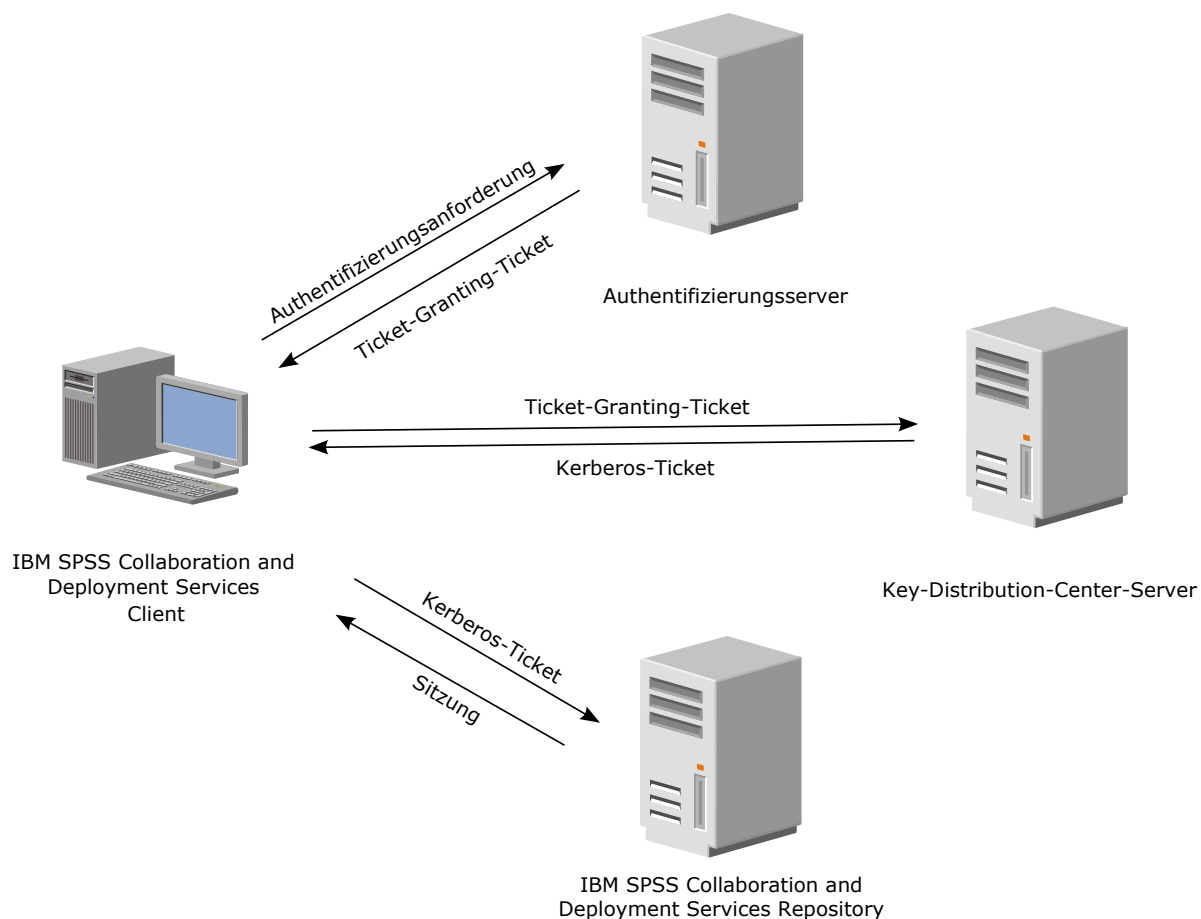 Authentifizierungsanforderung
Ticket-Granting-Ticket
Authentifizierungsserver
Ticket-Granting-Ticket
Kerberos-Ticket
IBM SPSS Collaboration and
Deployment Services
Client
Key-Distribution-Center-Server
Kerberos-Ticket
Sitzung
IBM SPSS Collaboration and
Deployment Services Repository